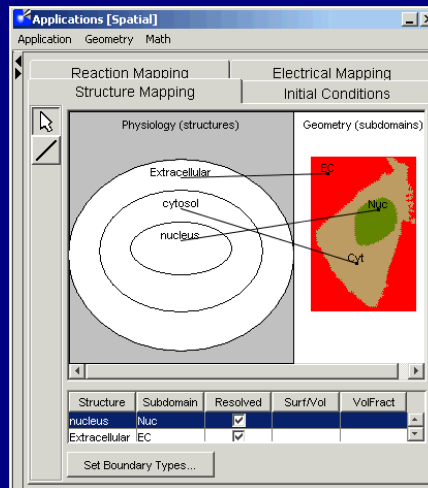 Applications [Spatial]
Application Geometry Math
Reaction Mapping Electrical Mapping
Structure Mapping Initial Conditions
Physiology (structures) Geometry (subdomains)
Extracellular EC
cytosol
Nuc
nucleus
Cyt
Structure Subdomain Resolved Surf/Vol VolFract
nucleus Nuc
Extracellular EC
Set Boundary Types...